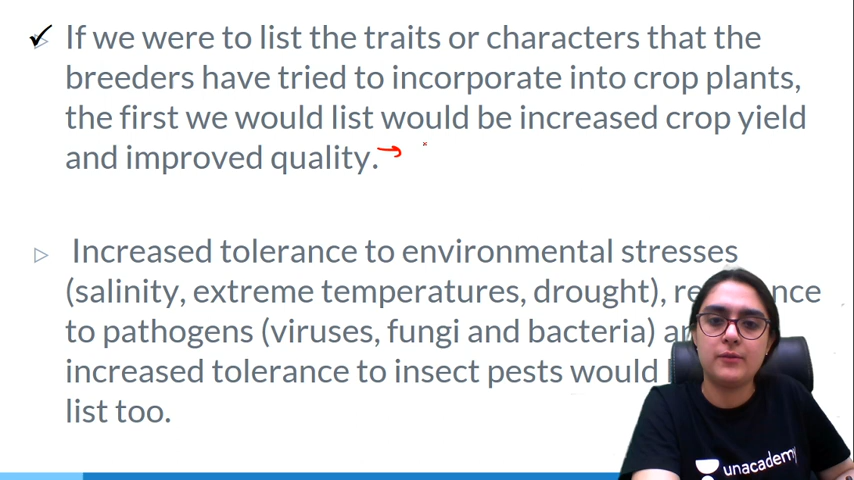 If we were to list the traits or characters that the
breeders have tried to incorporate into crop plants,
the first we would list would be increased crop yield
and improved quality.
Increased tolerance to environmental stresses
(salinity, extreme temperatures, drought),
to pathogens (viruses, fungi and bacteria)
increased tolerance to insect pests would
list too.
unacademy